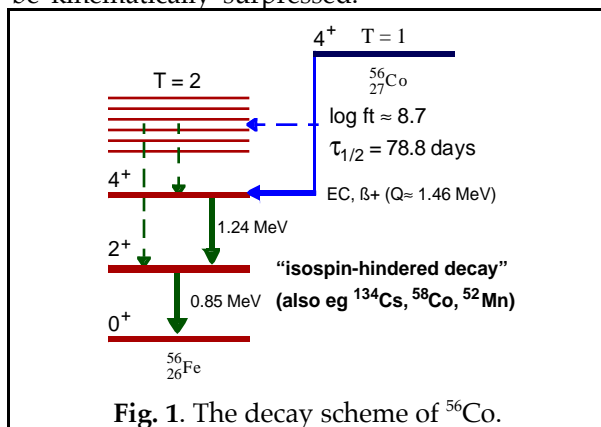 be kinematically surpressed.
4+ T = 1
T = 2
56
27Co
log ft ≈ 8.7
τ1/2 = 78.8 days
4+
EC, ß+ (Q≈ 1.46 MeV)
1.24 MeV
2+
“isospin-hindered decay”
(also eg 134Cs, 58Co, 52Mn)
0.85 MeV
0+
56
26Fe
Fig. 1. The decay scheme of 56Co.